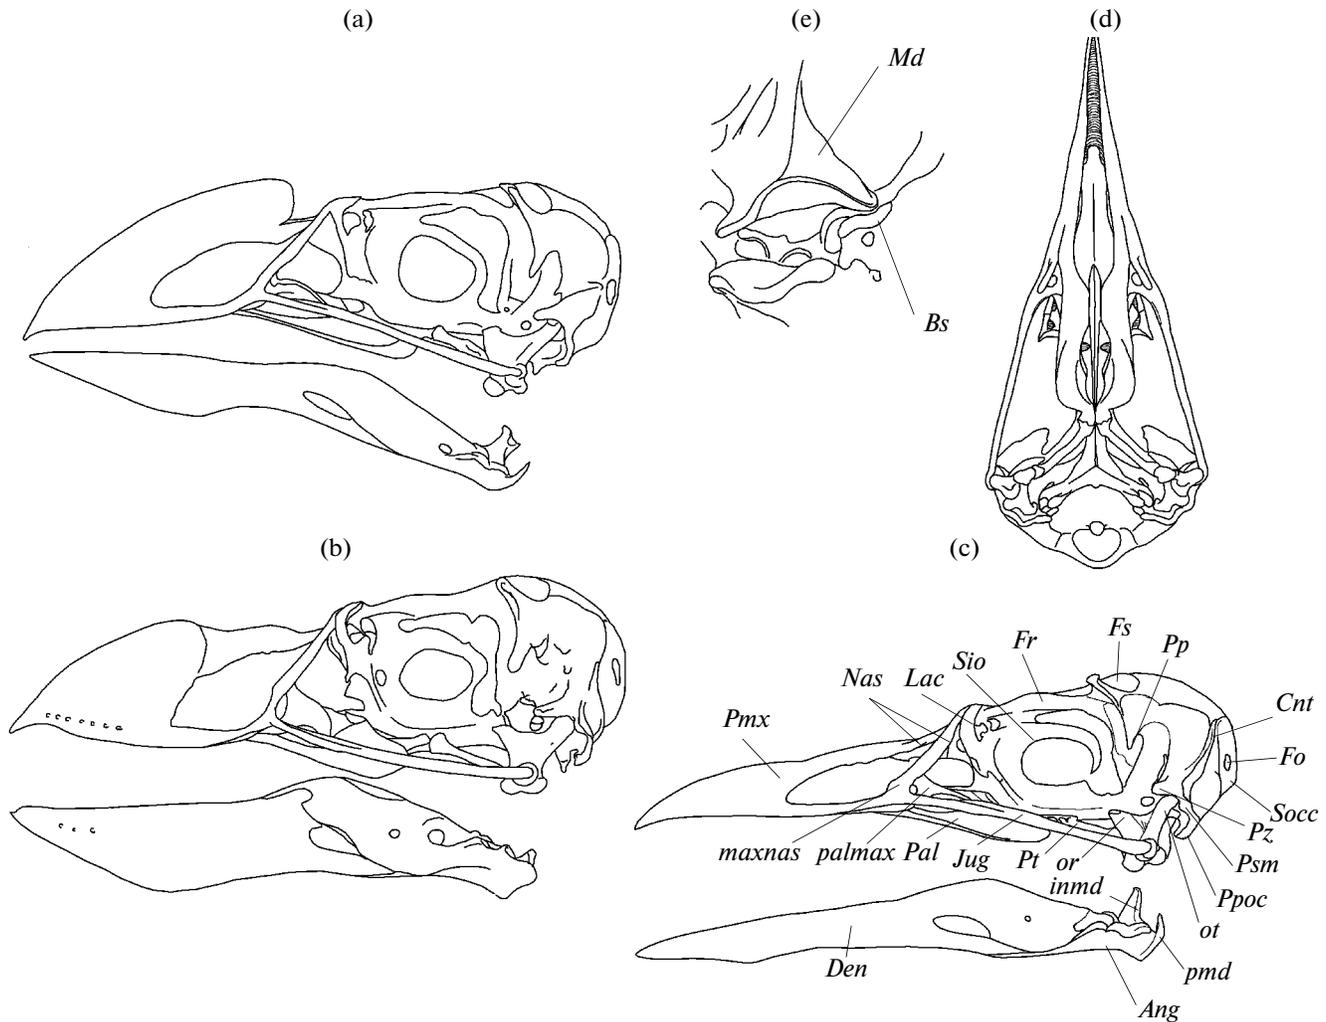 (a)
(e)
(d)
Md
Bs
(b)
(c)
Fs
Fr
Pp
Sio
Nas
Lac
Cnt
Pmx
Fo
Socc
Pz
maxnas
palmax
Pal
Jug
Pt
or
Psm
inmd
Ppoc
ot
Den
pmd
Ang